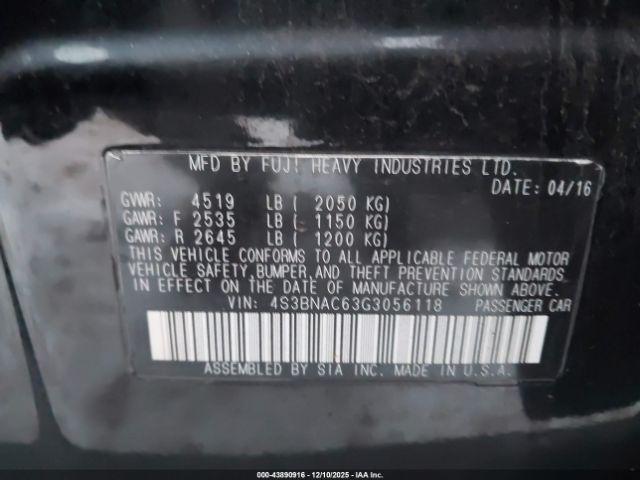 MFD BY FUJI HEAVY INDUSTRIES LTD.
DATE: 04/16
GVWR: 4519 LB ( 2050 KG)
GAWR: F 2535 LB ( 1150 KG)
GAWR: R 2645 LB ( 1200 KG)
THIS VEHICLE CONFORMS TO ALL APPLICABLE FEDERAL MOTOR
VEHICLE SAFETY, BUMPER, AND THEFT PREVENTION STANDARDS
IN EFFECT ON THE DATE OF MANUFACTURE SHOWN ABOVE.
VIN: 4S3BNAC63G3056118 PASSENGER CAR
ASSEMBLED BY SIA INC. MADE IN U.S.A.
000-43890916 - 12/10/2025 - IAAI Inc.